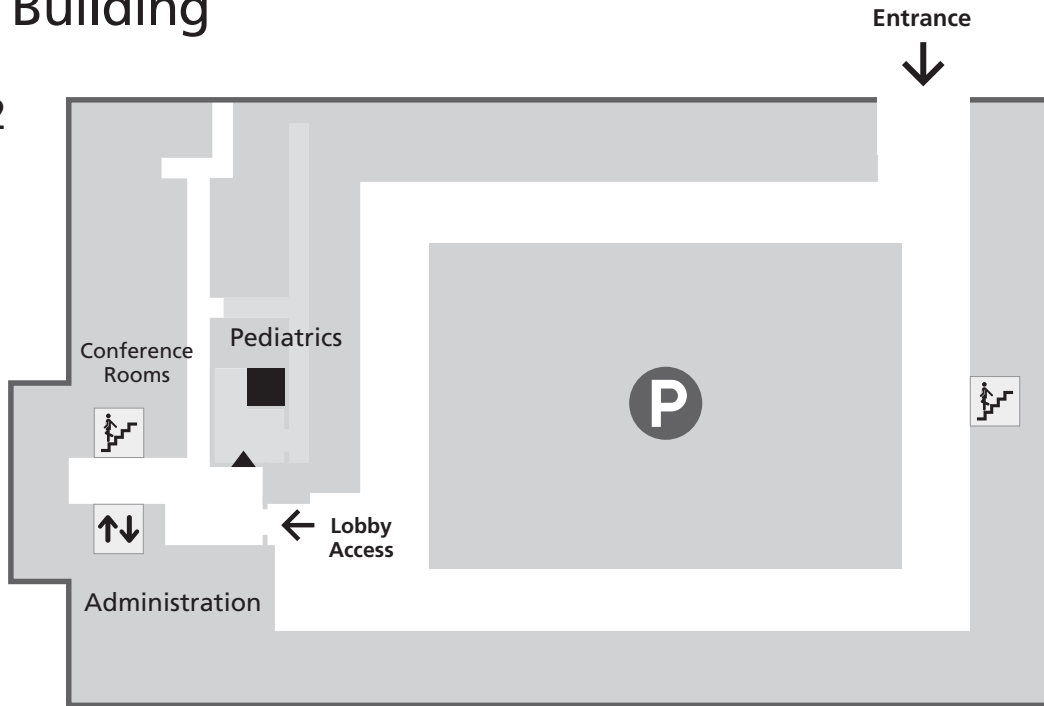 Building
Entrance
2
Pediatrics
Conference
Rooms
P
Lobby
Access
Administration